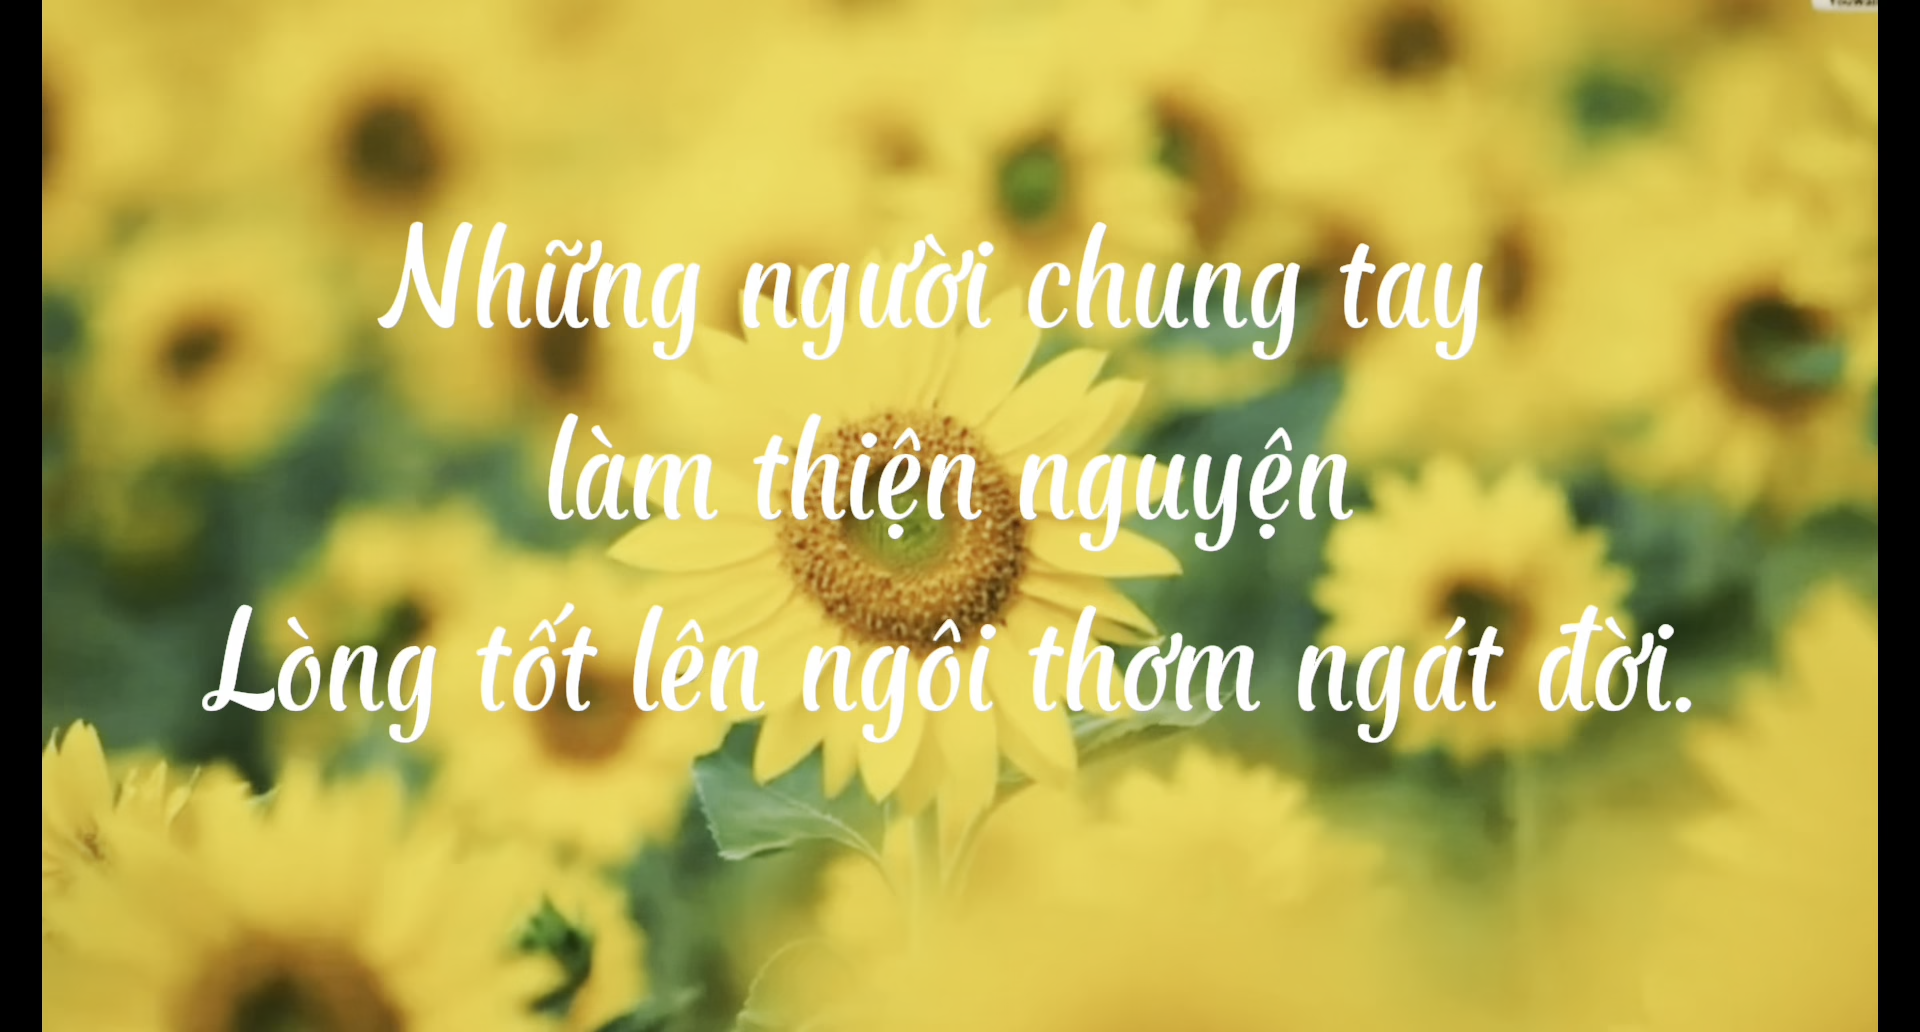 Những người chung tay
làm thiện nguyện
Lòng tốt lên ngôi thơm ngát đời.